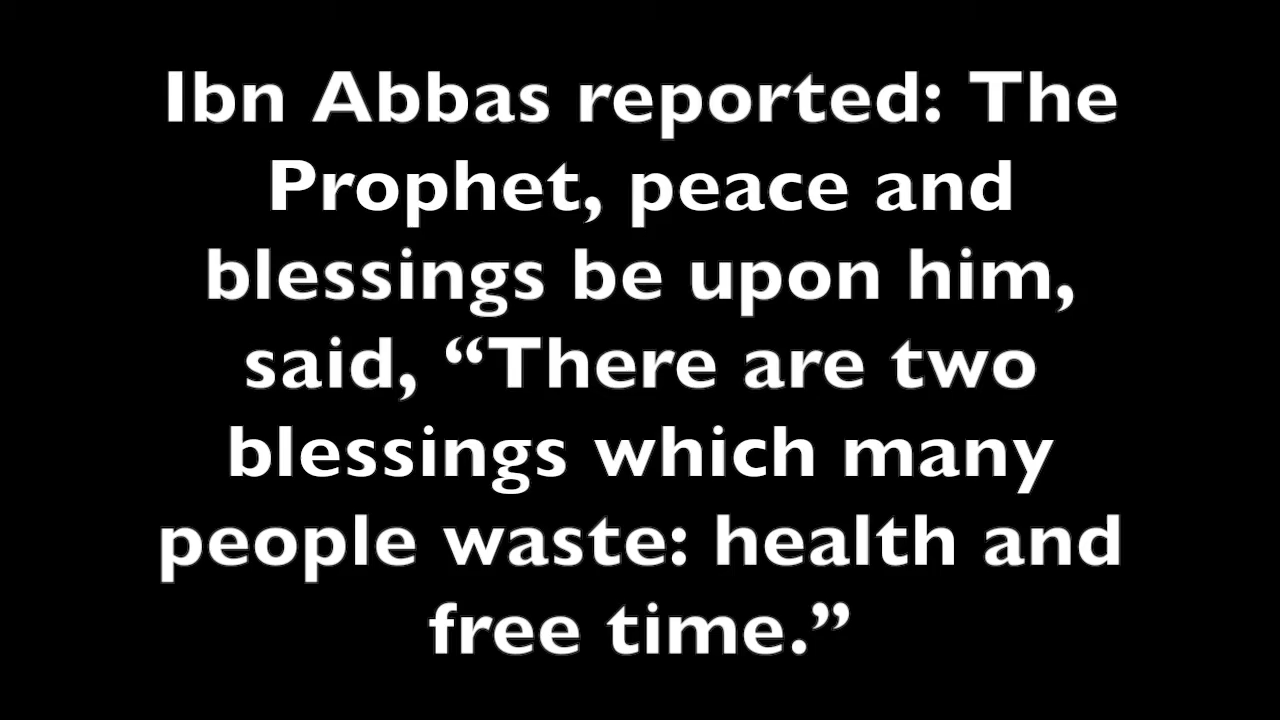 Ibn Abbas reported: The
Prophet, peace and
blessings be upon him,
said, “There are two
blessings which many
people waste: health and
free time.”